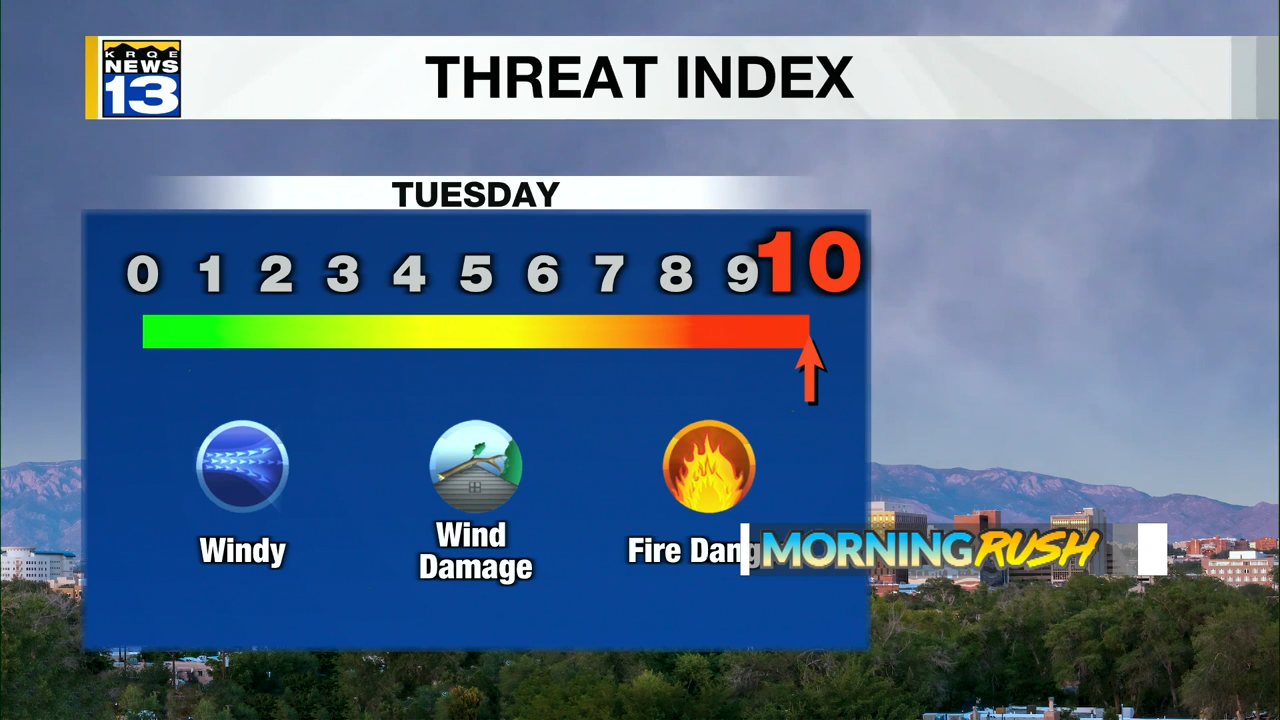 KRQE
NEWS
13
THREAT INDEX
TUESDAY
0 1 2 3 4 5 6 7 8 9 10
Windy
Wind
Damage
Fire Dang
MORNING RUSH